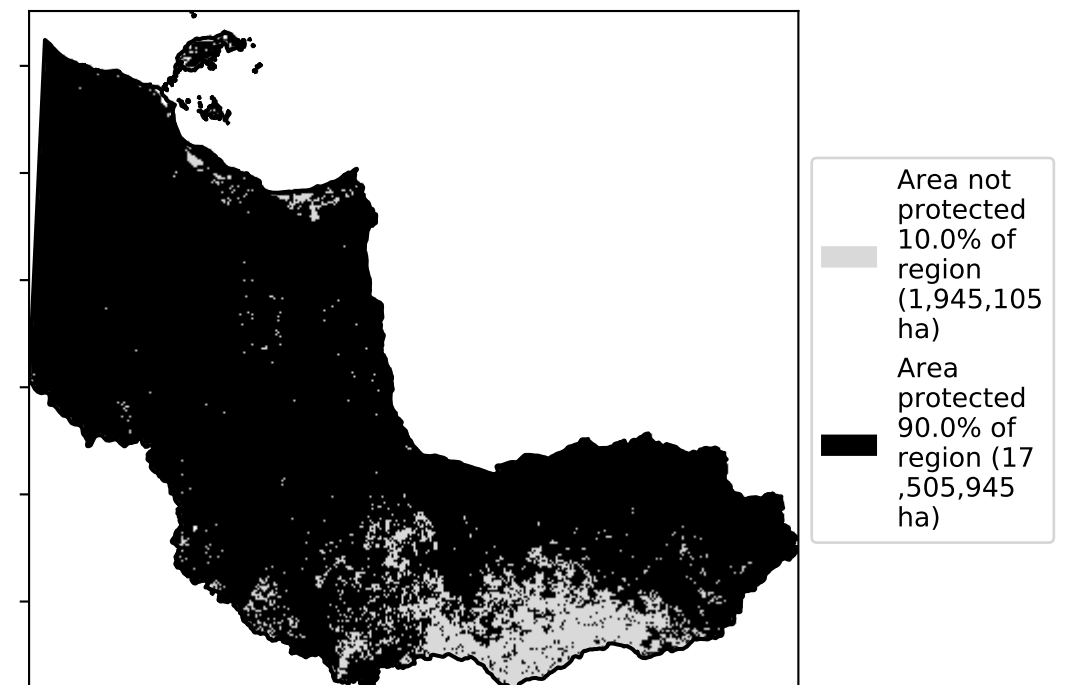 Area not
protected
10.0% of
region
(1,945,105
ha)
Area
protected
90.0% of
region (17
,505,945
ha)